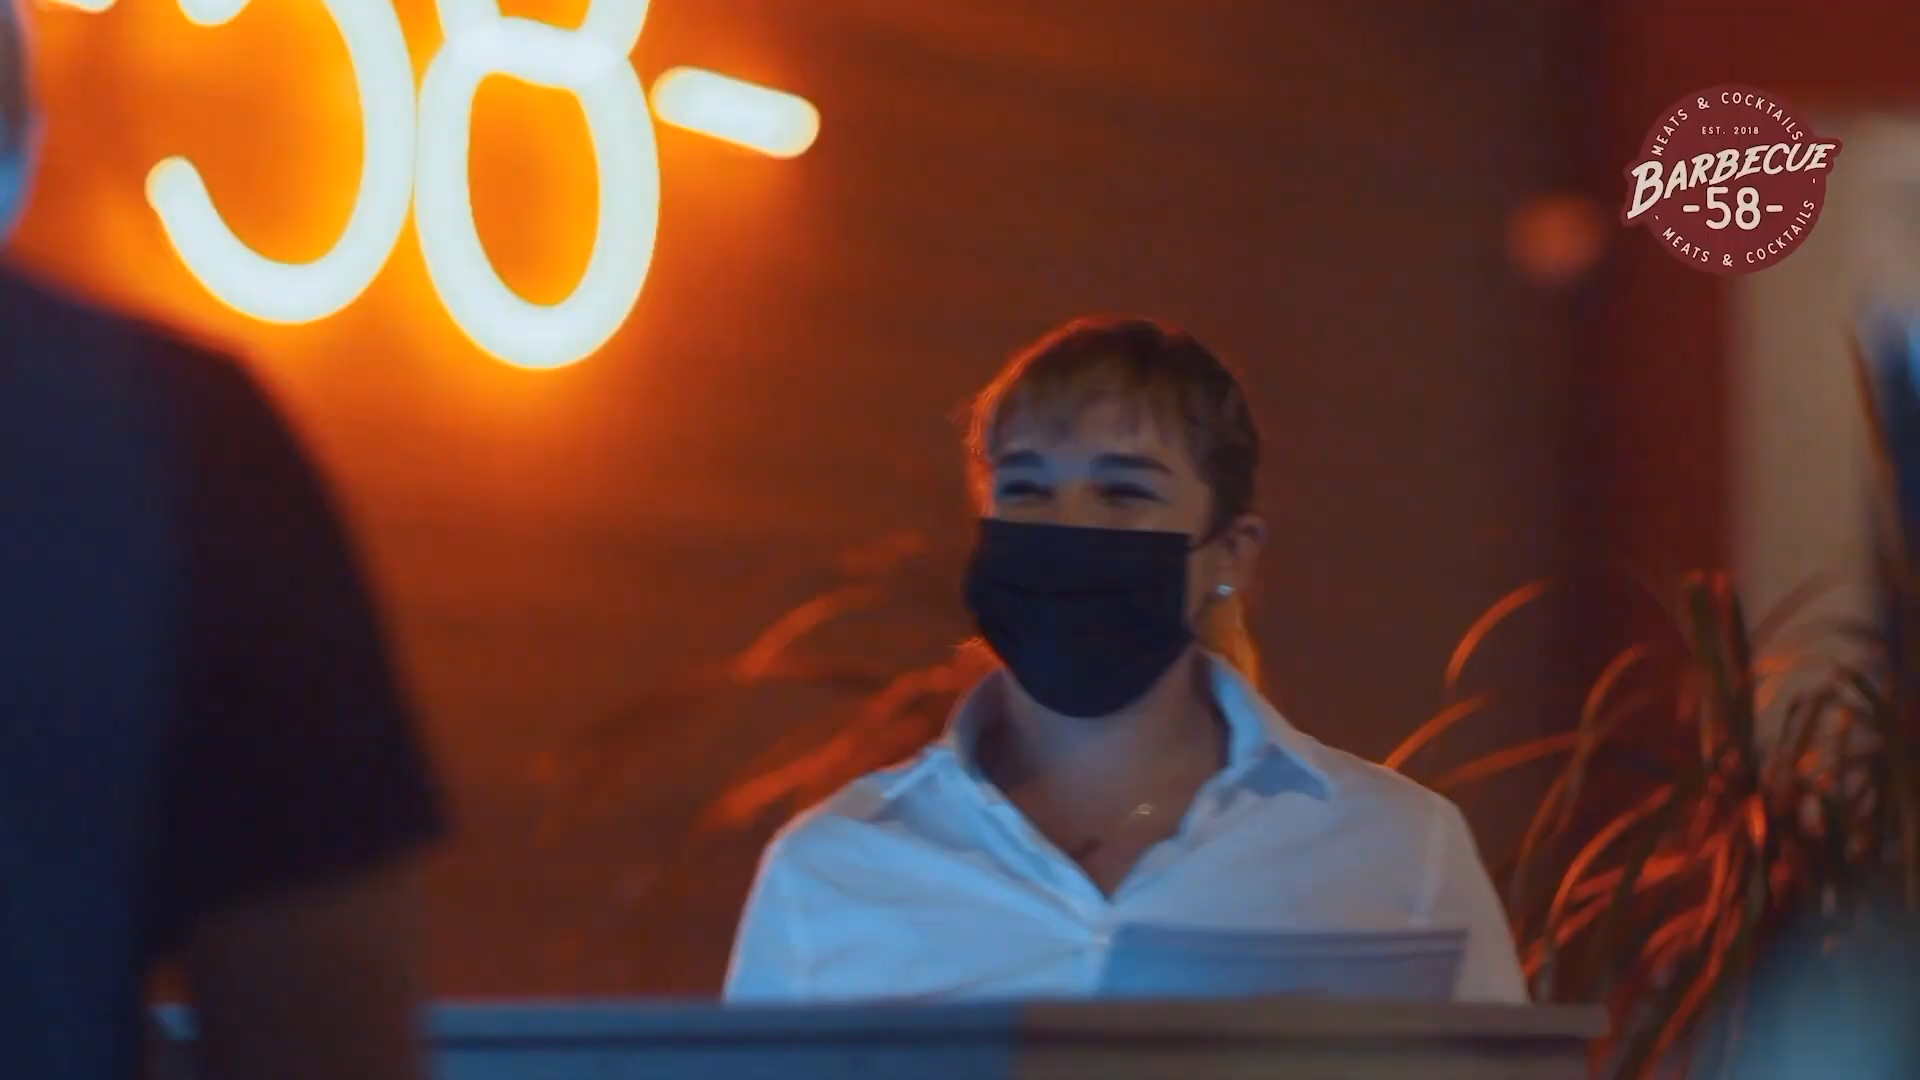 58-
MEATS & COCKTAILS
EST. 2018
BARBECUE
-58-
- MEATS & COCKTAILS -